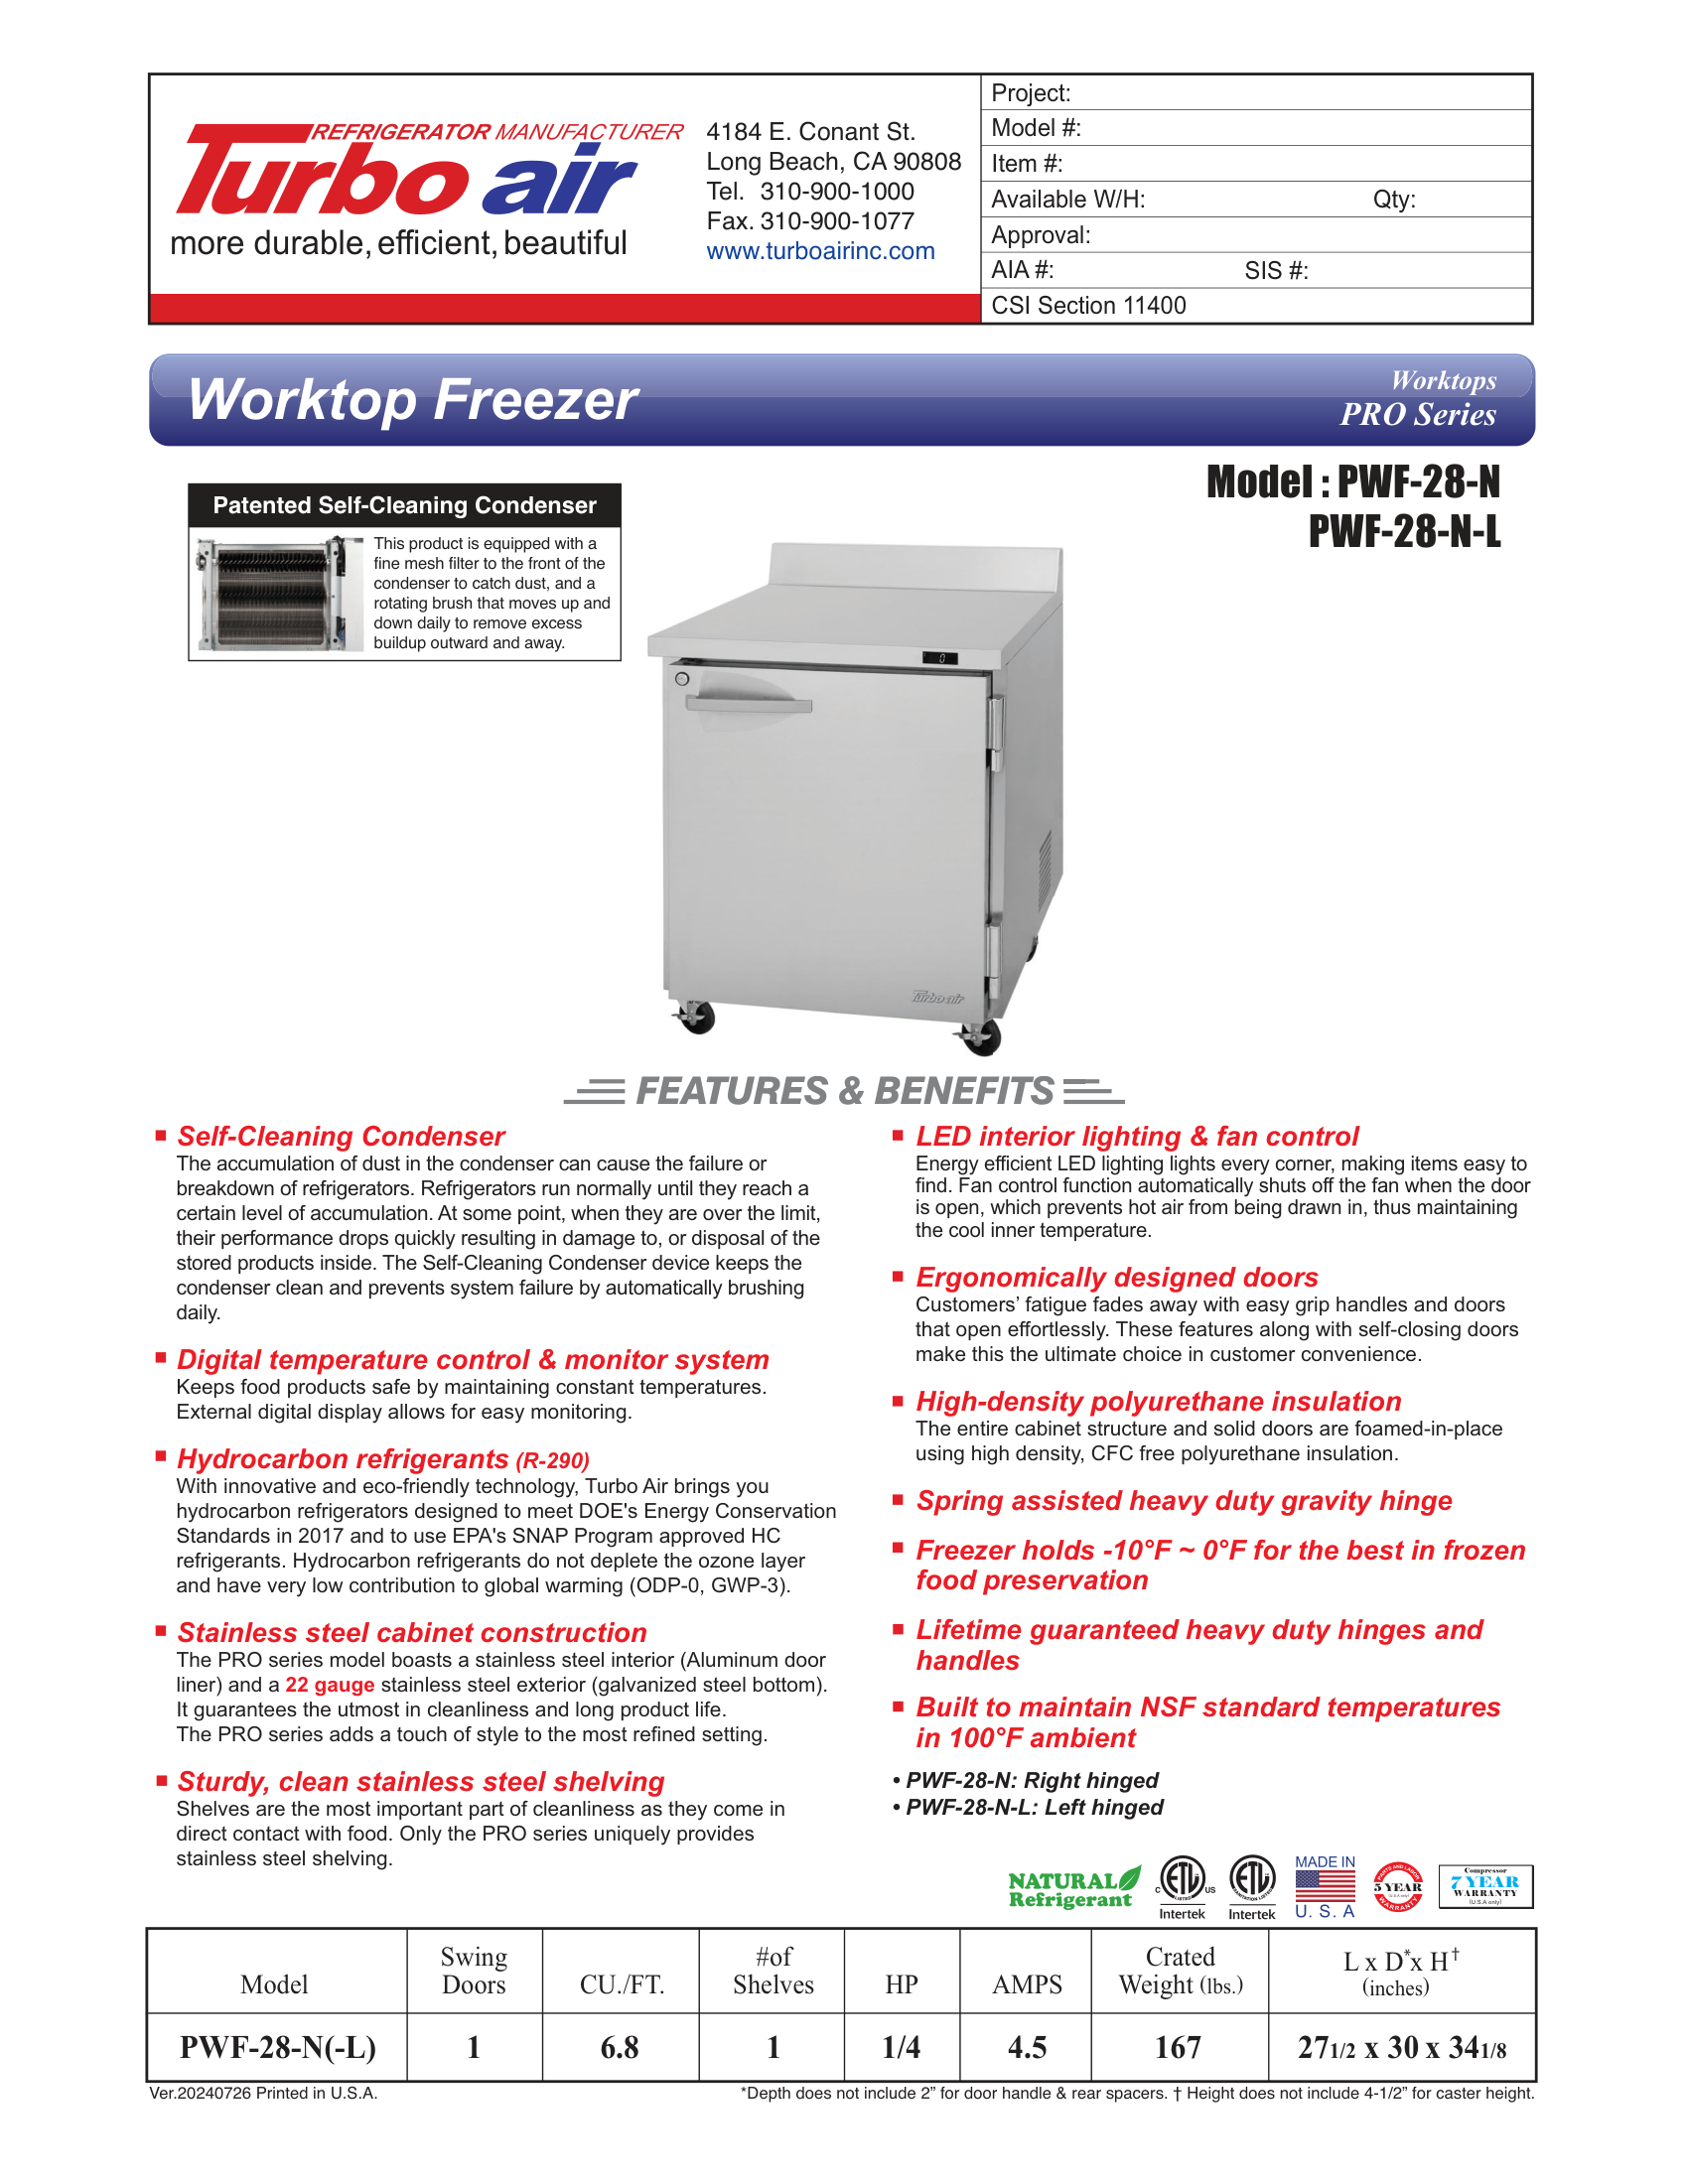 REFRIGERATOR MANUFACTURER
Turbo air
more durable, efficient, beautiful
4184 E. Conant St.
Long Beach, CA 90808
Tel. 310-900-1000
Fax. 310-900-1077
www.turboairinc.com
Project:
Model #:
Item #:
Available W/H: Qty:
Approval:
AIA #: SIS #:
CSI Section 11400
Worktop Freezer
Worktops
PRO Series
Model : PWF-28-N
PWF-28-N-L
Patented Self-Cleaning Condenser
This product is equipped with a
fine mesh filter to the front of the
condenser to catch dust, and a
rotating brush that moves up and
down daily to remove excess
buildup outward and away.
0
Turbo air
FEATURES & BENEFITS
■ Self-Cleaning Condenser
The accumulation of dust in the condenser can cause the failure or
breakdown of refrigerators. Refrigerators run normally until they reach a
certain level of accumulation. At some point, when they are over the limit,
their performance drops quickly resulting in damage to, or disposal of the
stored products inside. The Self-Cleaning Condenser device keeps the
condenser clean and prevents system failure by automatically brushing
daily.
■ Digital temperature control & monitor system
Keeps food products safe by maintaining constant temperatures.
External digital display allows for easy monitoring.
■ Hydrocarbon refrigerants (R-290)
With innovative and eco-friendly technology, Turbo Air brings you
hydrocarbon refrigerators designed to meet DOE's Energy Conservation
Standards in 2017 and to use EPA's SNAP Program approved HC
refrigerants. Hydrocarbon refrigerants do not deplete the ozone layer
and have very low contribution to global warming (ODP-0, GWP-3).
■ Stainless steel cabinet construction
The PRO series model boasts a stainless steel interior (Aluminum door
liner) and a 22 gauge stainless steel exterior (galvanized steel bottom).
It guarantees the utmost in cleanliness and long product life.
The PRO series adds a touch of style to the most refined setting.
■ Sturdy, clean stainless steel shelving
Shelves are the most important part of cleanliness as they come in
direct contact with food. Only the PRO series uniquely provides
stainless steel shelving.
■ LED interior lighting & fan control
Energy efficient LED lighting lights every corner, making items easy to
find. Fan control function automatically shuts off the fan when the door
is open, which prevents hot air from being drawn in, thus maintaining
the cool inner temperature.
■ Ergonomically designed doors
Customers' fatigue fades away with easy grip handles and doors
that open effortlessly. These features along with self-closing doors
make this the ultimate choice in customer convenience.
■ High-density polyurethane insulation
The entire cabinet structure and solid doors are foamed-in-place
using high density, CFC free polyurethane insulation.
■ Spring assisted heavy duty gravity hinge
■ Freezer holds -10°F ~ 0°F for the best in frozen
food preservation
■ Lifetime guaranteed heavy duty hinges and
handles
■ Built to maintain NSF standard temperatures
in 100°F ambient
• PWF-28-N: Right hinged
• PWF-28-N-L: Left hinged
NATURAL
Refrigerant
C ETL US
LISTED
Intertek
ETL
SANITATION LISTED
Intertek
MADE IN
U. S. A
PARTS AND LABOR
5 YEAR
(U.S.A only)
WARRANTY
Compressor
7 YEAR
WARRANTY
(U.S.A only)
Model Swing Doors CU./FT. #of Shelves HP AMPS Crated Weight (lbs.) L x D* x H† (inches)
PWF-28-N(-L) 1 6.8 1 1/4 4.5 167 27 1/2 x 30 x 34 1/8
Ver.20240726 Printed in U.S.A.
*Depth does not include 2” for door handle & rear spacers. † Height does not include 4-1/2” for caster height.